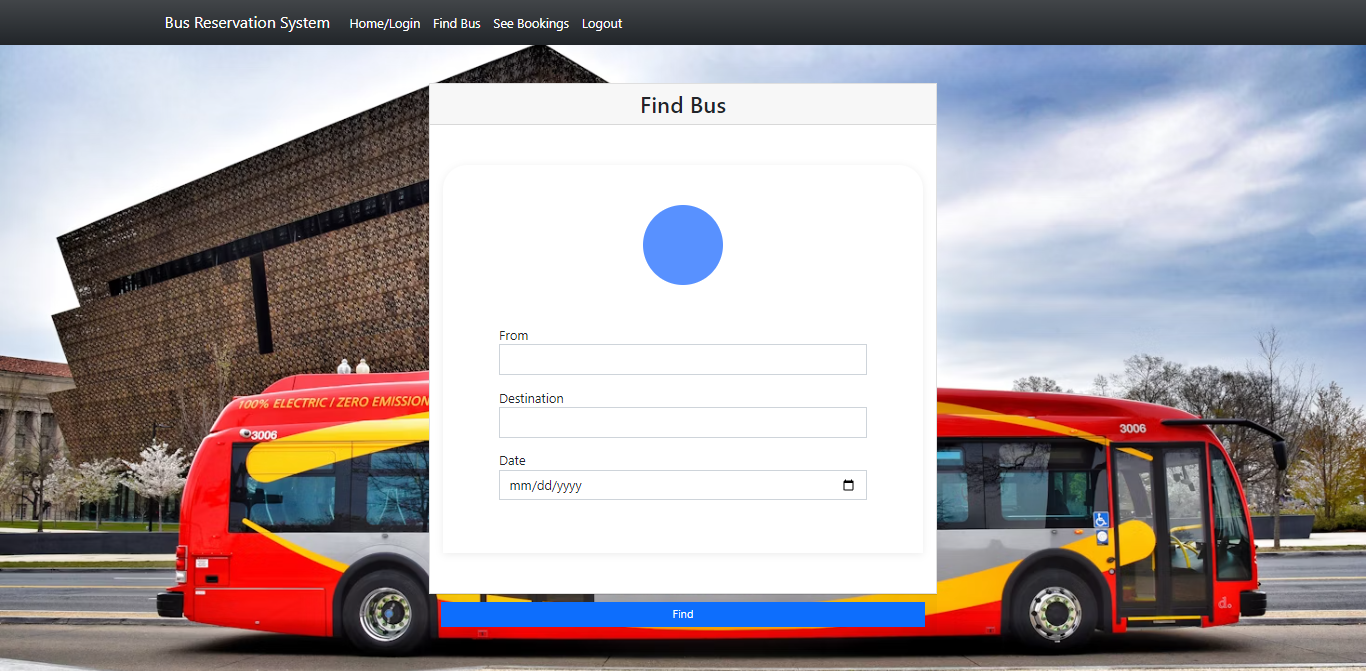 Bus Reservation System Home/Login Find Bus See Bookings Logout
Find Bus
From
Destination
Date
mm/dd/yyyy
Find
100% ELECTRIC / ZERO EMISSION
3006
3006
d.